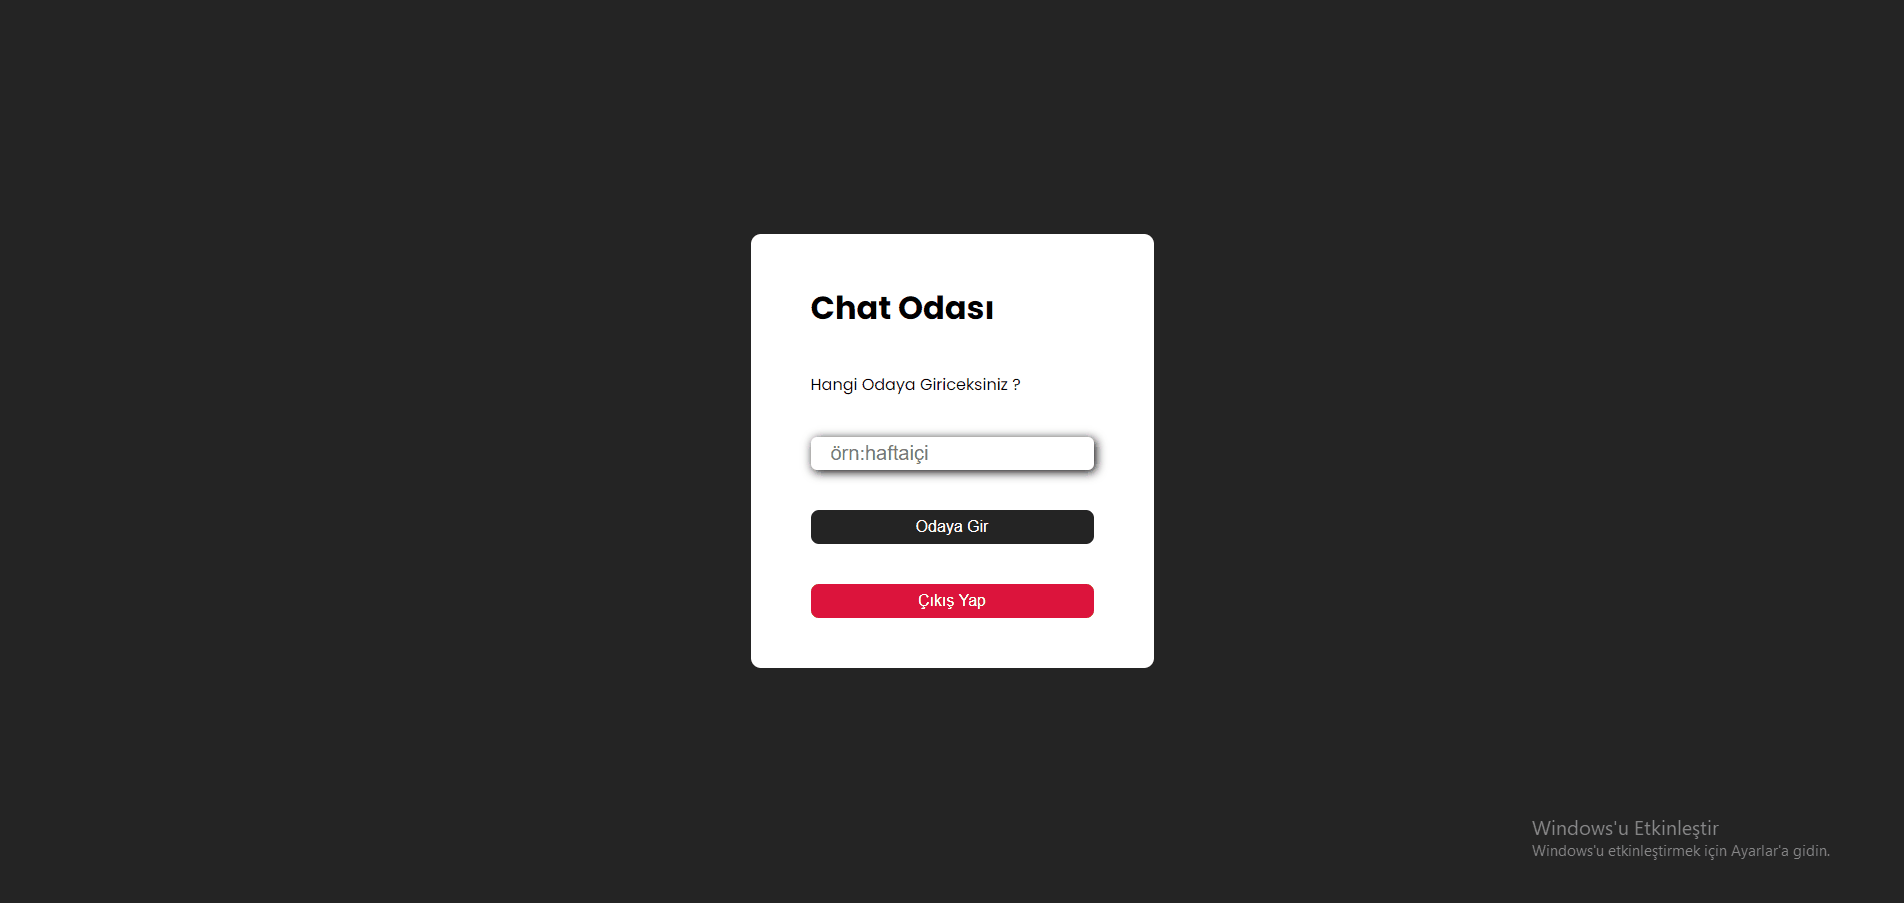 Chat Odası
Hangi Odaya Giriceksiniz ?
örn:haftaiçi
Odaya Gir
Çıkış Yap
Windows'u Etkinleştir
Windows'u etkinleştirmek için Ayarlar'a gidin.